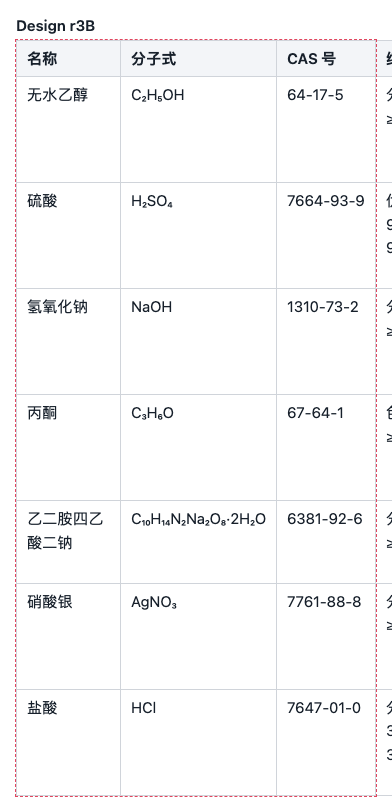 Design r3B
名称 分子式 CAS 号
无水乙醇 C₂H₅OH 64-17-5
硫酸 H₂SO₄ 7664-93-9
氢氧化钠 NaOH 1310-73-2
丙酮 C₃H₆O 67-64-1
乙二胺四乙 C₁₀H₁₄N₂Na₂O₈·2H₂O 6381-92-6
酸二钠
硝酸银 AgNO₃ 7761-88-8
盐酸 HCl 7647-01-0